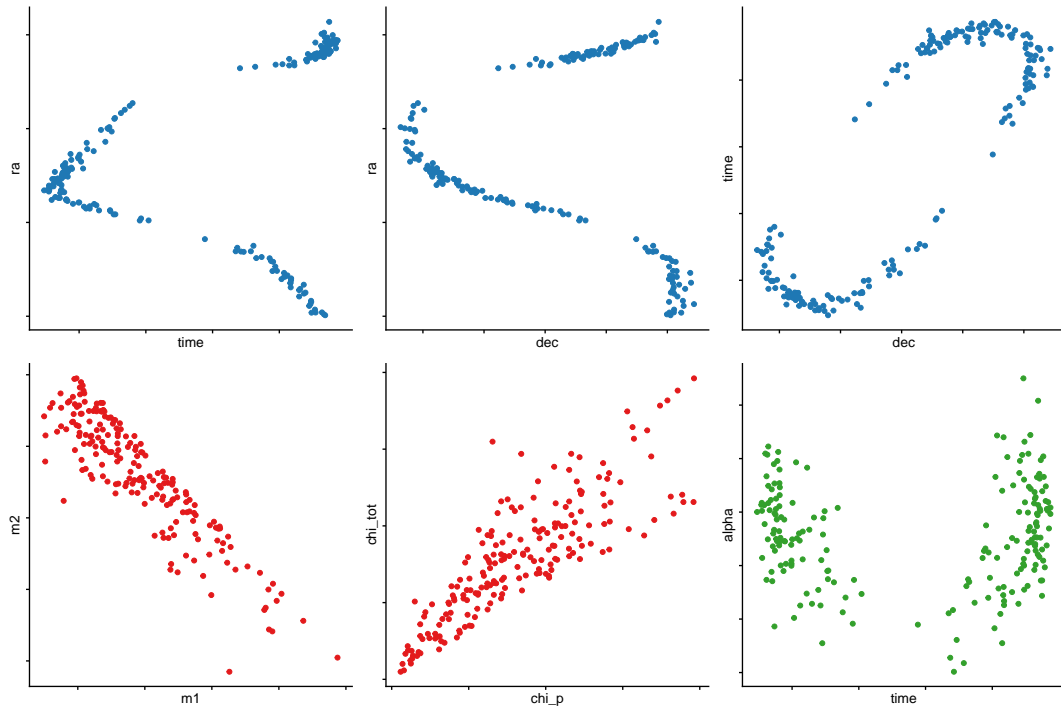 ra
time
ra
dec
time
dec
m2
m1
chi_tot
chi_p
alpha
time